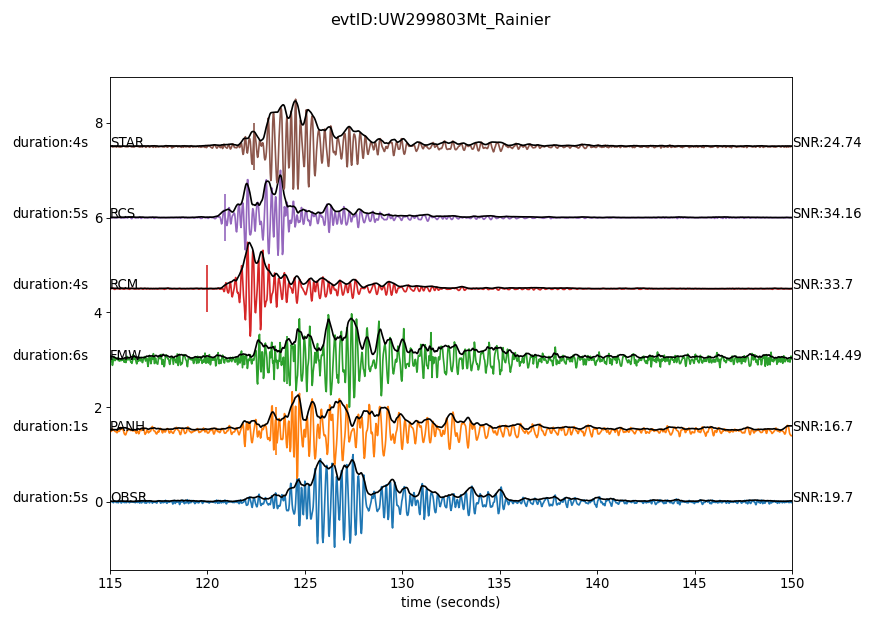 evtID:UW299803Mt_Rainier
8
duration:4s STAR SNR:24.74
duration:5s RCS SNR:34.16
6
duration:4s RCM SNR:33.7
4
duration:6s FMW SNR:14.49
2
duration:1s PANH SNR:16.7
duration:5s OBSR SNR:19.7
0
115 120 125 130 135 140 145 150
time (seconds)